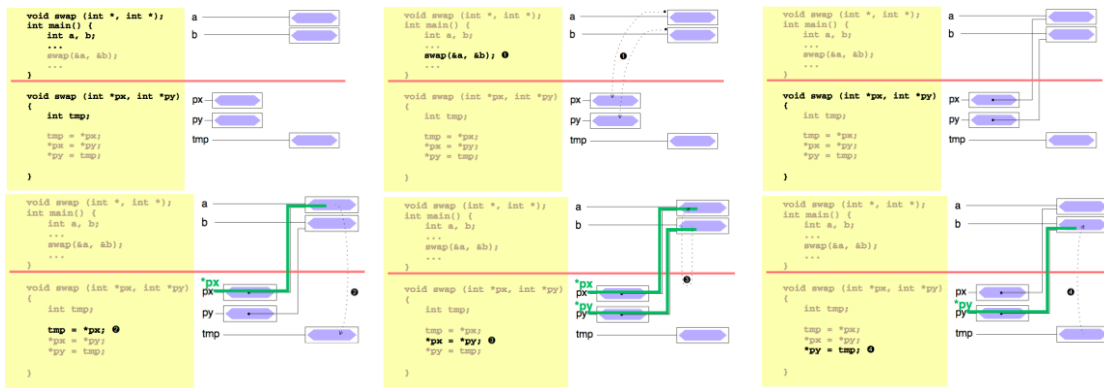 void swap (int *, int *);
int main() {
int a, b;
...
swap(&a, &b);
...
}
a
b
void swap (int *px, int *py)
{
int tmp;
tmp = *px;
*px = *py;
*py = tmp;
}
px
py
tmp
void swap (int *, int *);
int main() {
int a, b;
...
swap(&a, &b); ❶
...
}
a
b
❶
void swap (int *px, int *py)
{
int tmp;
tmp = *px;
*px = *py;
*py = tmp;
}
px
py
tmp
void swap (int *, int *);
int main() {
int a, b;
...
swap(&a, &b);
...
}
a
b
void swap (int *px, int *py)
{
int tmp;
tmp = *px;
*px = *py;
*py = tmp;
}
px
py
tmp
void swap (int *, int *);
int main() {
int a, b;
...
swap(&a, &b);
...
}
a
b
void swap (int *px, int *py)
{
int tmp;
tmp = *px; ❷
*px = *py;
*py = tmp;
}
*px
px
py
tmp
❷
void swap (int *, int *);
int main() {
int a, b;
...
swap(&a, &b);
...
}
a
b
void swap (int *px, int *py)
{
int tmp;
tmp = *px;
*px = *py; ❸
*py = tmp;
}
*px
px
*py
py
tmp
❸
void swap (int *, int *);
int main() {
int a, b;
...
swap(&a, &b);
...
}
a
b
void swap (int *px, int *py)
{
int tmp;
tmp = *px;
*px = *py;
*py = tmp; ❹
}
px
*py
py
tmp
❹